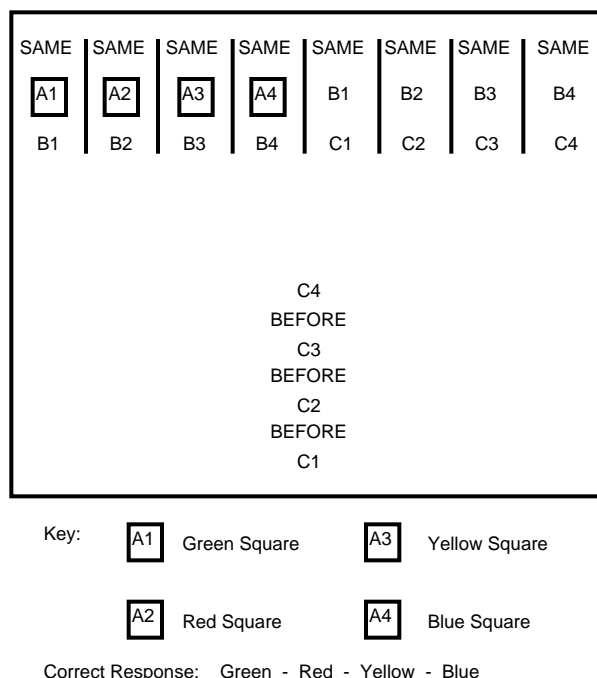 SAME SAME SAME SAME SAME SAME SAME SAME
A1 A2 A3 A4 B1 B2 B3 B4
B1 B2 B3 B4 C1 C2 C3 C4
C4
BEFORE
C3
BEFORE
C2
BEFORE
C1
Key: A1 Green Square A3 Yellow Square
A2 Red Square A4 Blue Square
Correct Response: Green - Red - Yellow - Blue